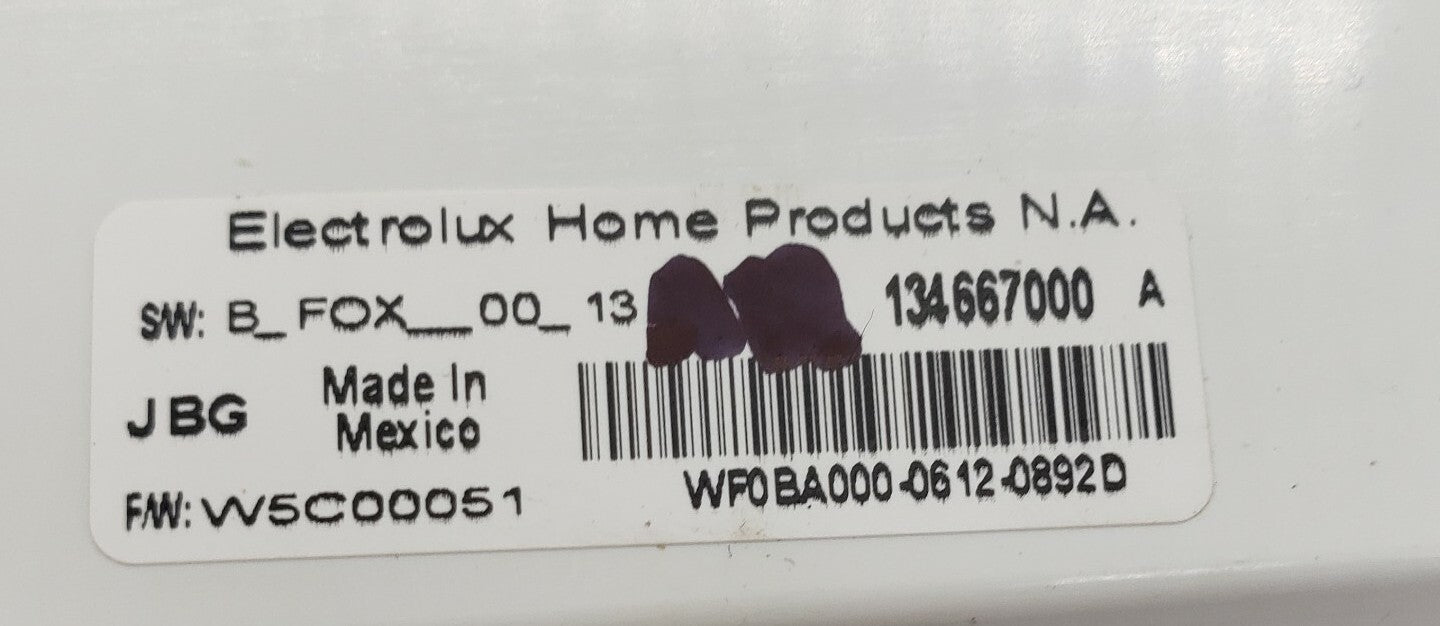 Electrolux Home Products N.A.
S/W: B_FOX__00_13 134667000 A
JBG Made In
Mexico
F/W: W5C00051 WF0BA000-0612-0892D